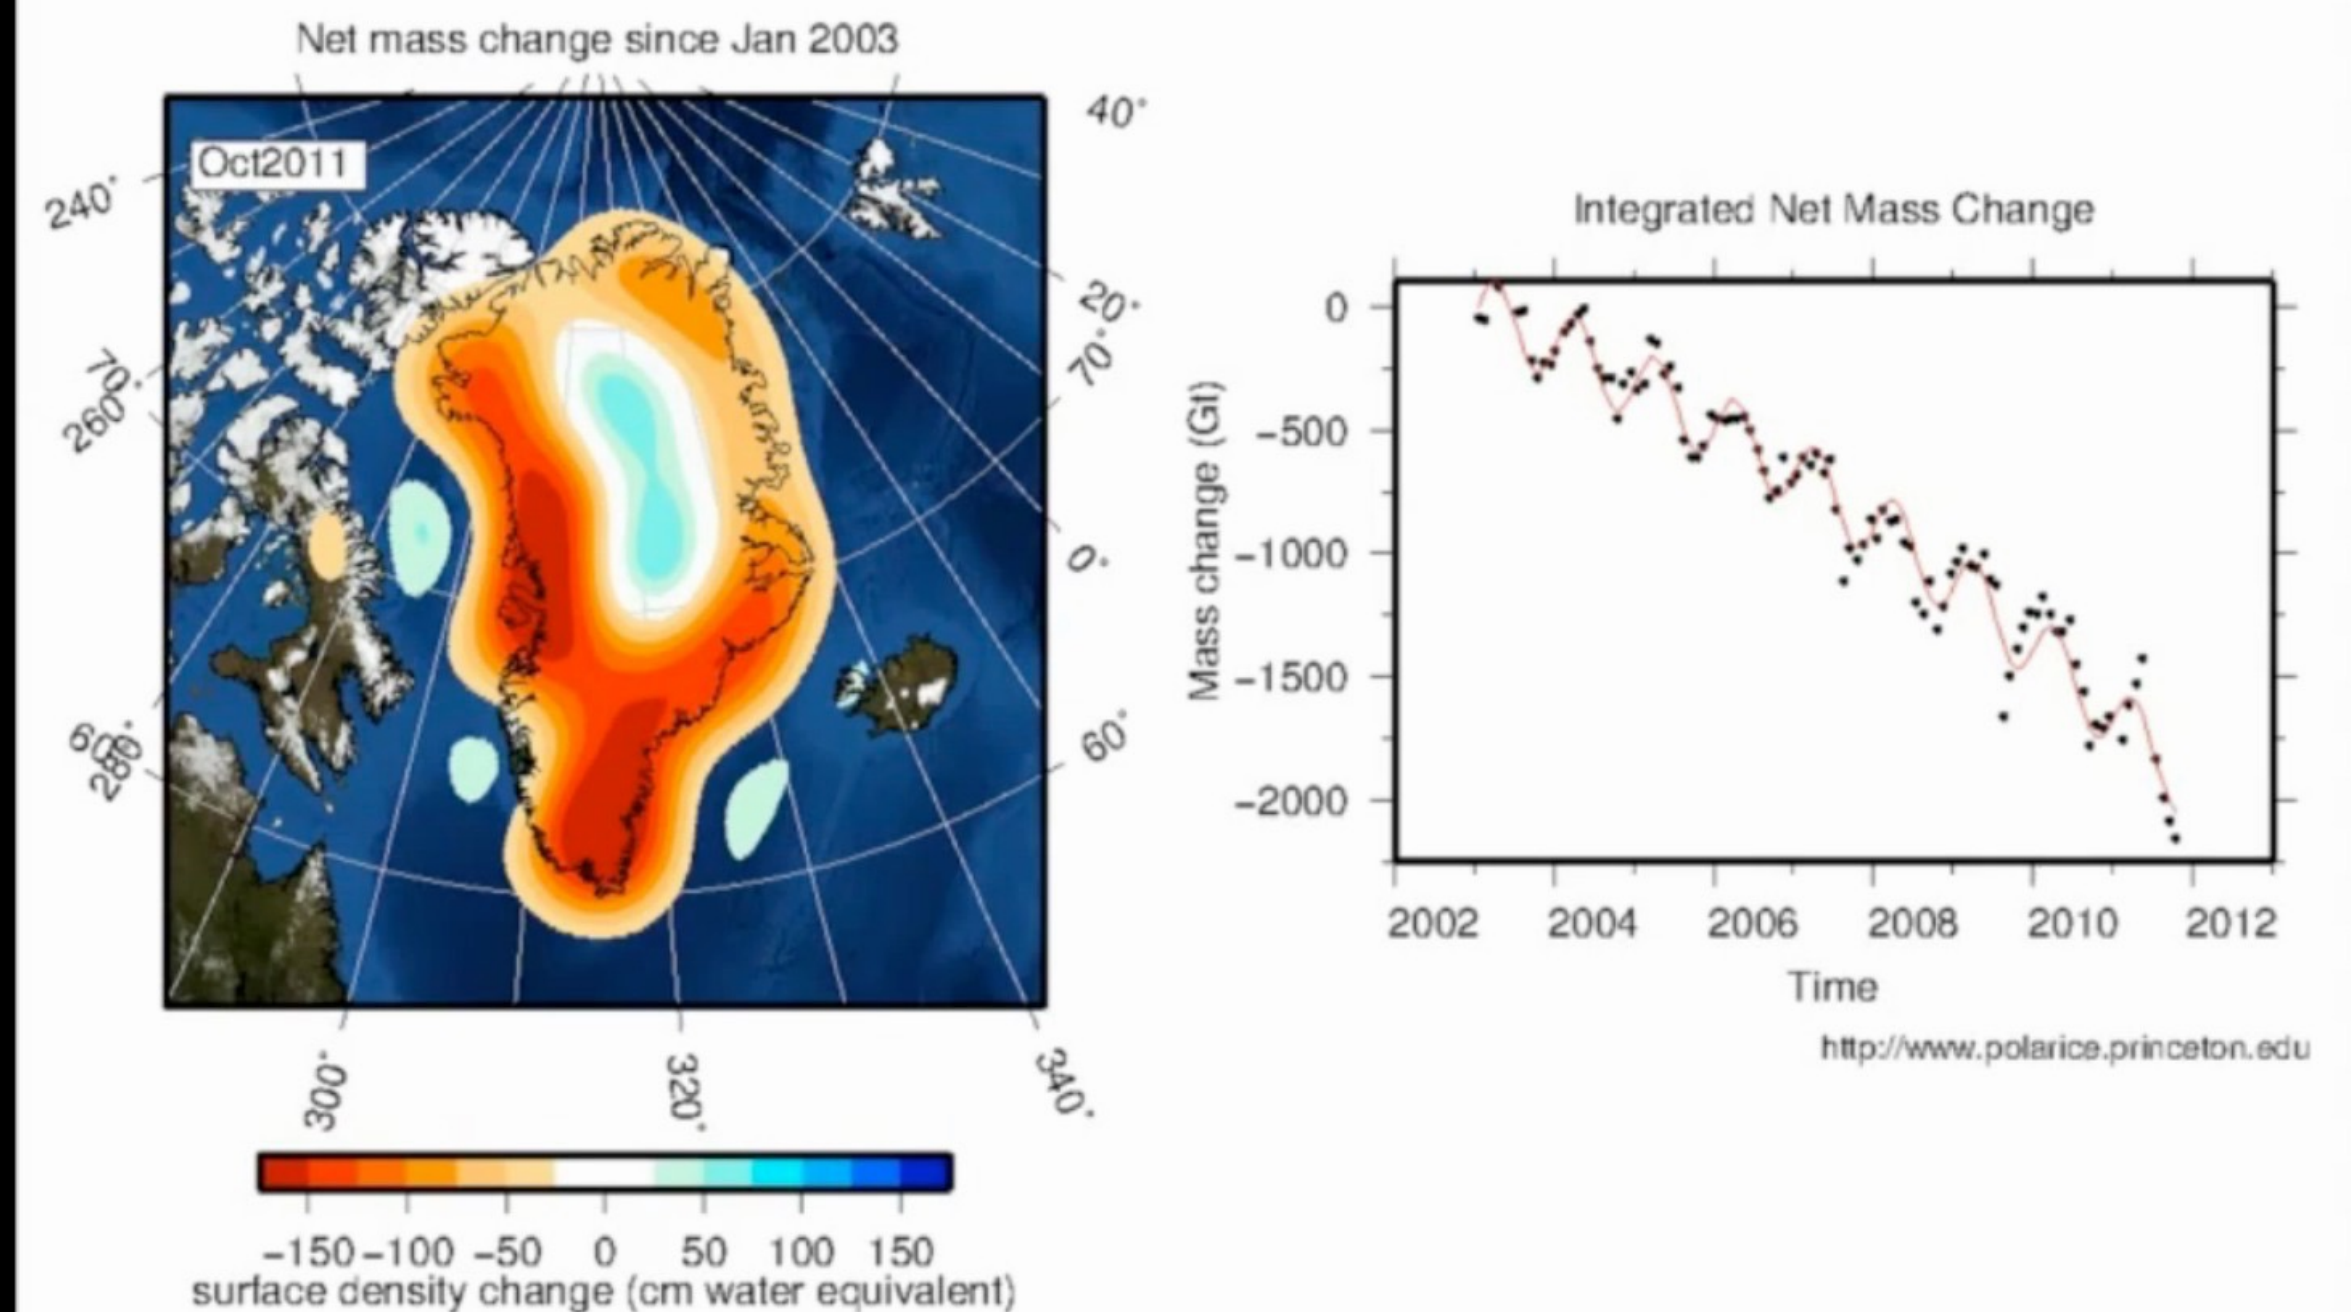 Net mass change since Jan 2003
Oct2011
40°
240°
20°
70°
70°
260°
0°
60°
280°
60°
300°
320°
340°
−150 −100 −50 0 50 100 150
surface density change (cm water equivalent)
Integrated Net Mass Change
Mass change (Gt)
0
−500
−1000
−1500
−2000
2002 2004 2006 2008 2010 2012
Time
http://www.polarice.princeton.edu